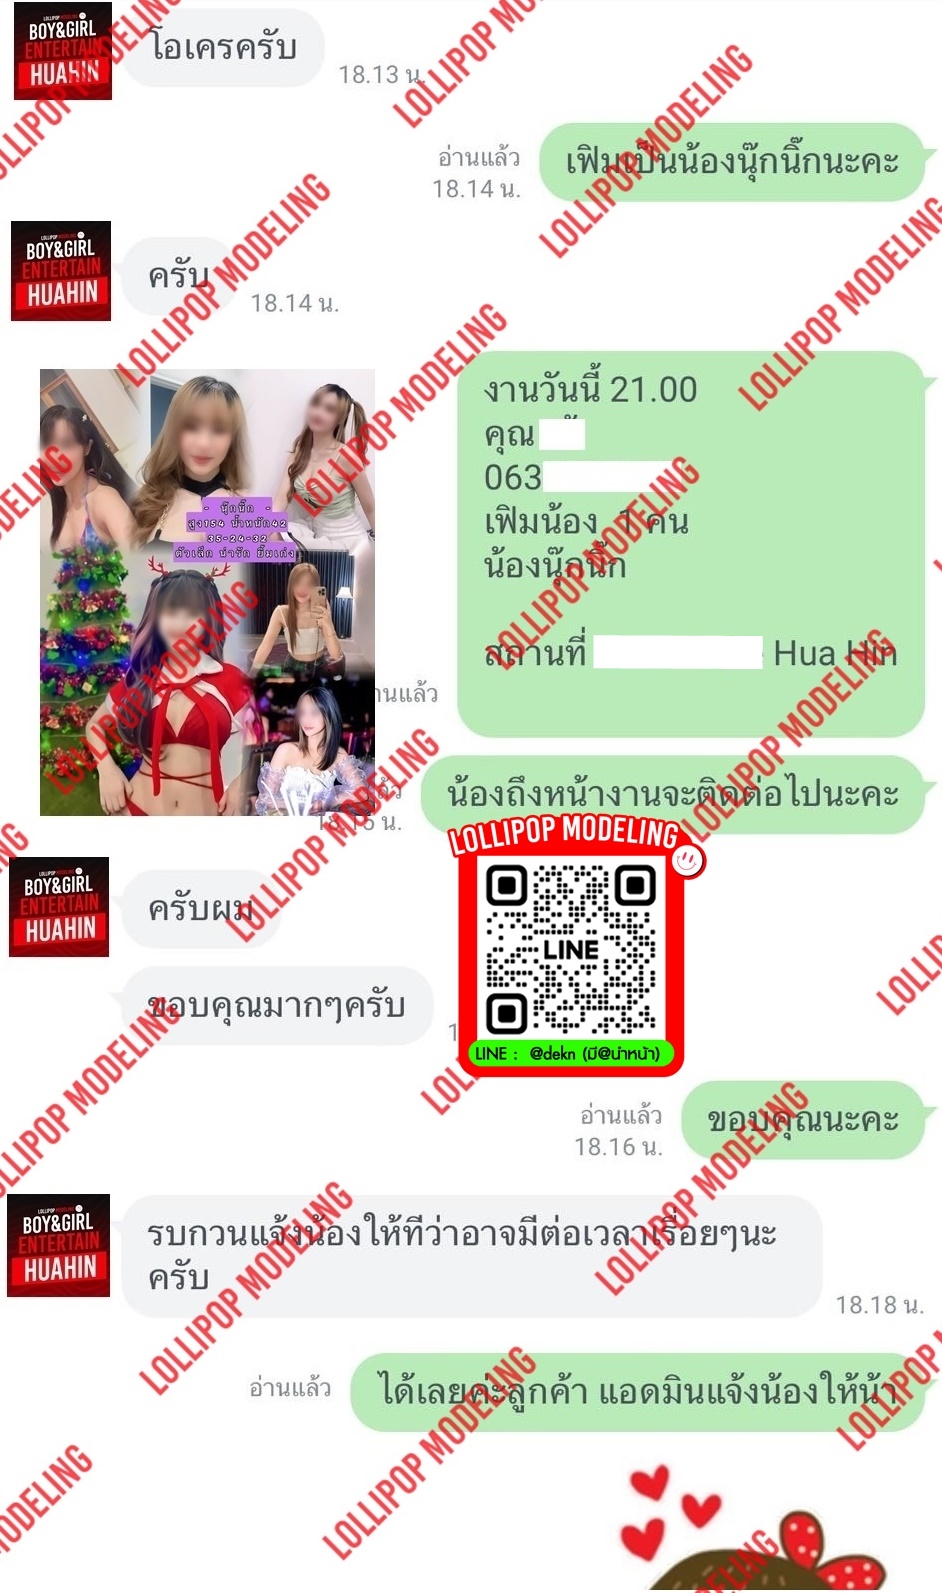 LOLLIPOP MODELING
BOY&GIRL
ENTERTAIN
HUAHIN
โอเครครับ
18.13 น.
เฟิมเป็นน้องนุ๊กนิ๊กนะคะ
อ่านแล้ว
18.14 น.
LOLLIPOP MODELING
BOY&GIRL
ENTERTAIN
HUAHIN
ครับ
18.14 น.
งานวันนี้ 21.00
คุณ
063
เฟิมน้อง 1 คน
น้องนุ๊กนิ๊ก
สถานที่ Hua Hin
- นุ๊กนิ๊ก -
สูง154 น้ำหนัก42
35-24-32
ตัวเล็ก น่ารัก ยิ้มเก่ง
านแล้ว
น้องถึงหน้างานจะติดต่อไปนะคะ
LOLLIPOP MODELING
LINE
LINE : @dekn (มี@นำหน้า)
LOLLIPOP MODELING
BOY&GIRL
ENTERTAIN
HUAHIN
ครับผม
ขอบคุณมากๆครับ
ขอบคุณนะคะ
อ่านแล้ว
18.16 น.
LOLLIPOP MODELING
BOY&GIRL
ENTERTAIN
HUAHIN
รบกวนแจ้งน้องให้ทีว่าอาจมีต่อเวลาเรื่อยๆนะ
ครับ
18.18 น.
ได้เลยค่ะลูกค้า แอดมินแจ้งน้องให้น้า
อ่านแล้ว
LOLLIPOP MODELING